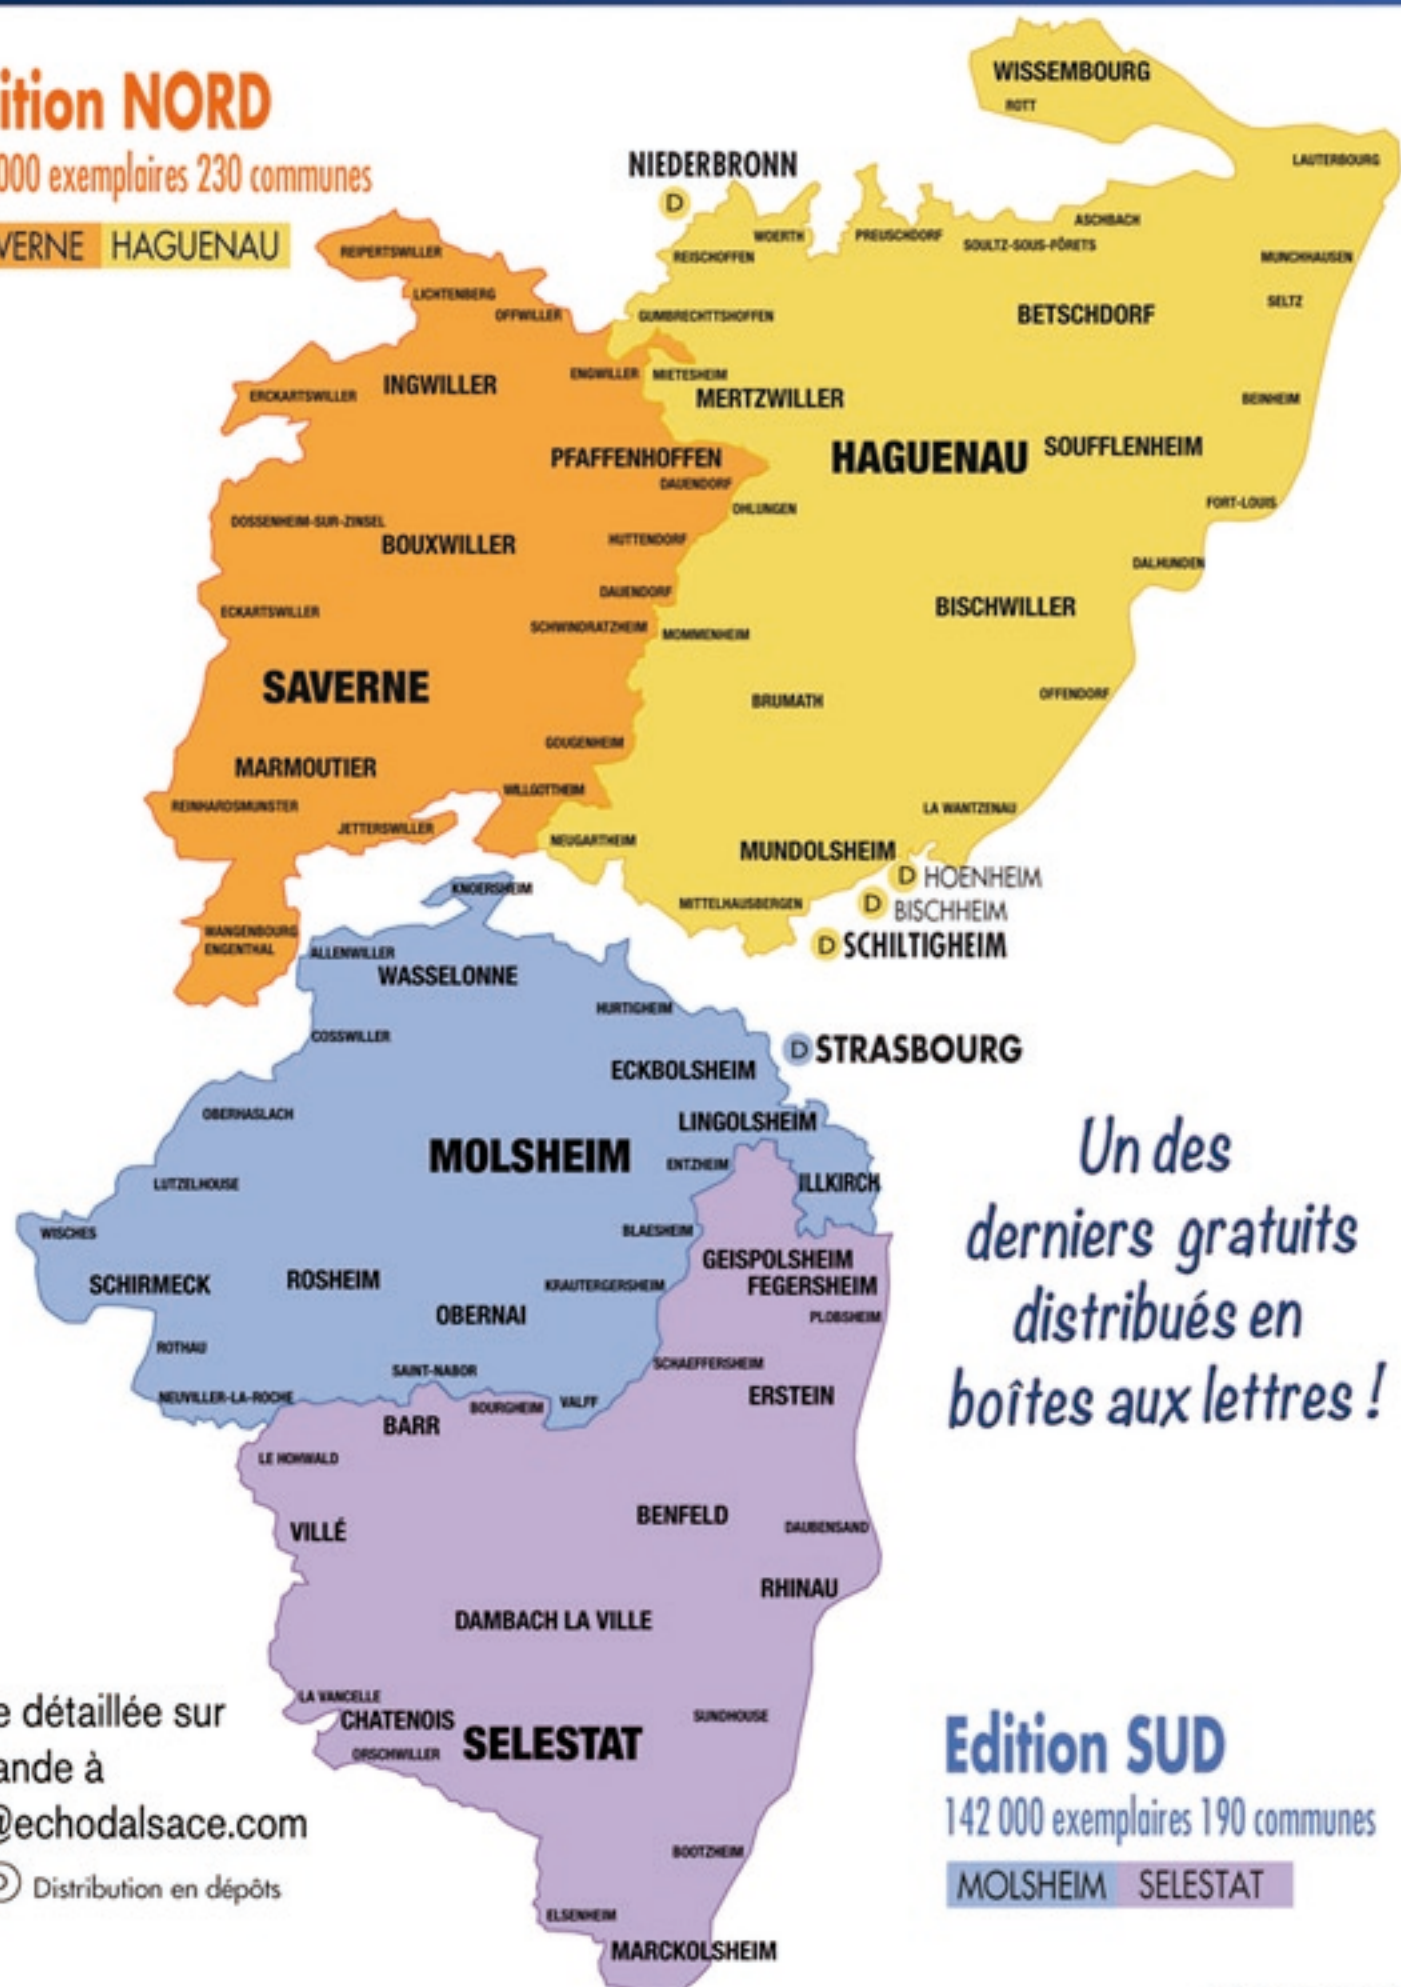 ition NORD
000 exemplaires 230 communes
VERNE HAGUENAU
WISSEMBOURG
ROTT
LAUTERBOURG
NIEDERBRONN
D
WOERTH
PREUSCHDORF
ASCHBACH
SOULTZ-SOUS-FÔRETS
REISCHOFFEN
MUNCHHAUSEN
SELTZ
REIPERTSWILLER
LICHTENBERG
OFFWILLER
GUMBRECHTTSHOFFEN
BETSCHDORF
ENGWILLER
MIETESHEIM
INGWILLER
ERCKARTSWILLER
MERTZWILLER
BEINHEIM
HAGUENAU
SOUFFLENHEIM
PFAFFENHOFFEN
DAUENDORF
OHLUNGEN
FORT-LOUIS
DOSSENHEIM-SUR-ZINSEL
BOUXWILLER
HUTTENDORF
DALHUNDEN
DAUENDORF
ECKARTSWILLER
BISCHWILLER
SCHWINDRATZHEIM
MOMMENHEIM
SAVERNE
BRUMATH
OFFENDORF
GOUGENHEIM
MARMOUTIER
WILLGOTTHEIM
REINHARDSMUNSTER
LA WANTZENAU
JETTERSWILLER
NEUGARTHEIM
MUNDOLSHEIM
D HOENHEIM
KNOERSHEIM
MITTELHAUSBERGEN
D BISCHHEIM
WANGENBOURG
ENGENTHAL
D SCHILTIGHEIM
ALLENWILLER
WASSELONNE
HURTIGHEIM
COSSWILLER
D STRASBOURG
ECKBOLSHEIM
OBERHASLACH
LINGOLSHEIM
MOLSHEIM
ENTZHEIM
LUTZELHOUSE
ILLKIRCH
WISCHES
BLAESHEIM
GEISPOLSHEIM
SCHIRMECK
ROSHEIM
KRAUTERGERSHEIM
FEGERSHEIM
OBERNAI
PLOBSHEIM
ROTHAU
SAINT-NABOR
SCHAEFFERSHEIM
NEUVILLER-LA-ROCHE
BOURGHEIM
VALFF
ERSTEIN
BARR
LE HOHWALD
VILLÉ
BENFELD
DAUBENSAND
RHINAU
DAMBACH LA VILLE
LA VANCELLE
CHATENOIS
SELESTAT
SUNDHOUSE
ORSCHWILLER
BOOTZHEIM
ELSENHEIM
MARCKOLSHEIM
Un des
derniers gratuits
distribués en
boîtes aux lettres !
e détaillée sur
ande à
@echodalsace.com
D Distribution en dépôts
Edition SUD
142 000 exemplaires 190 communes
MOLSHEIM SELESTAT